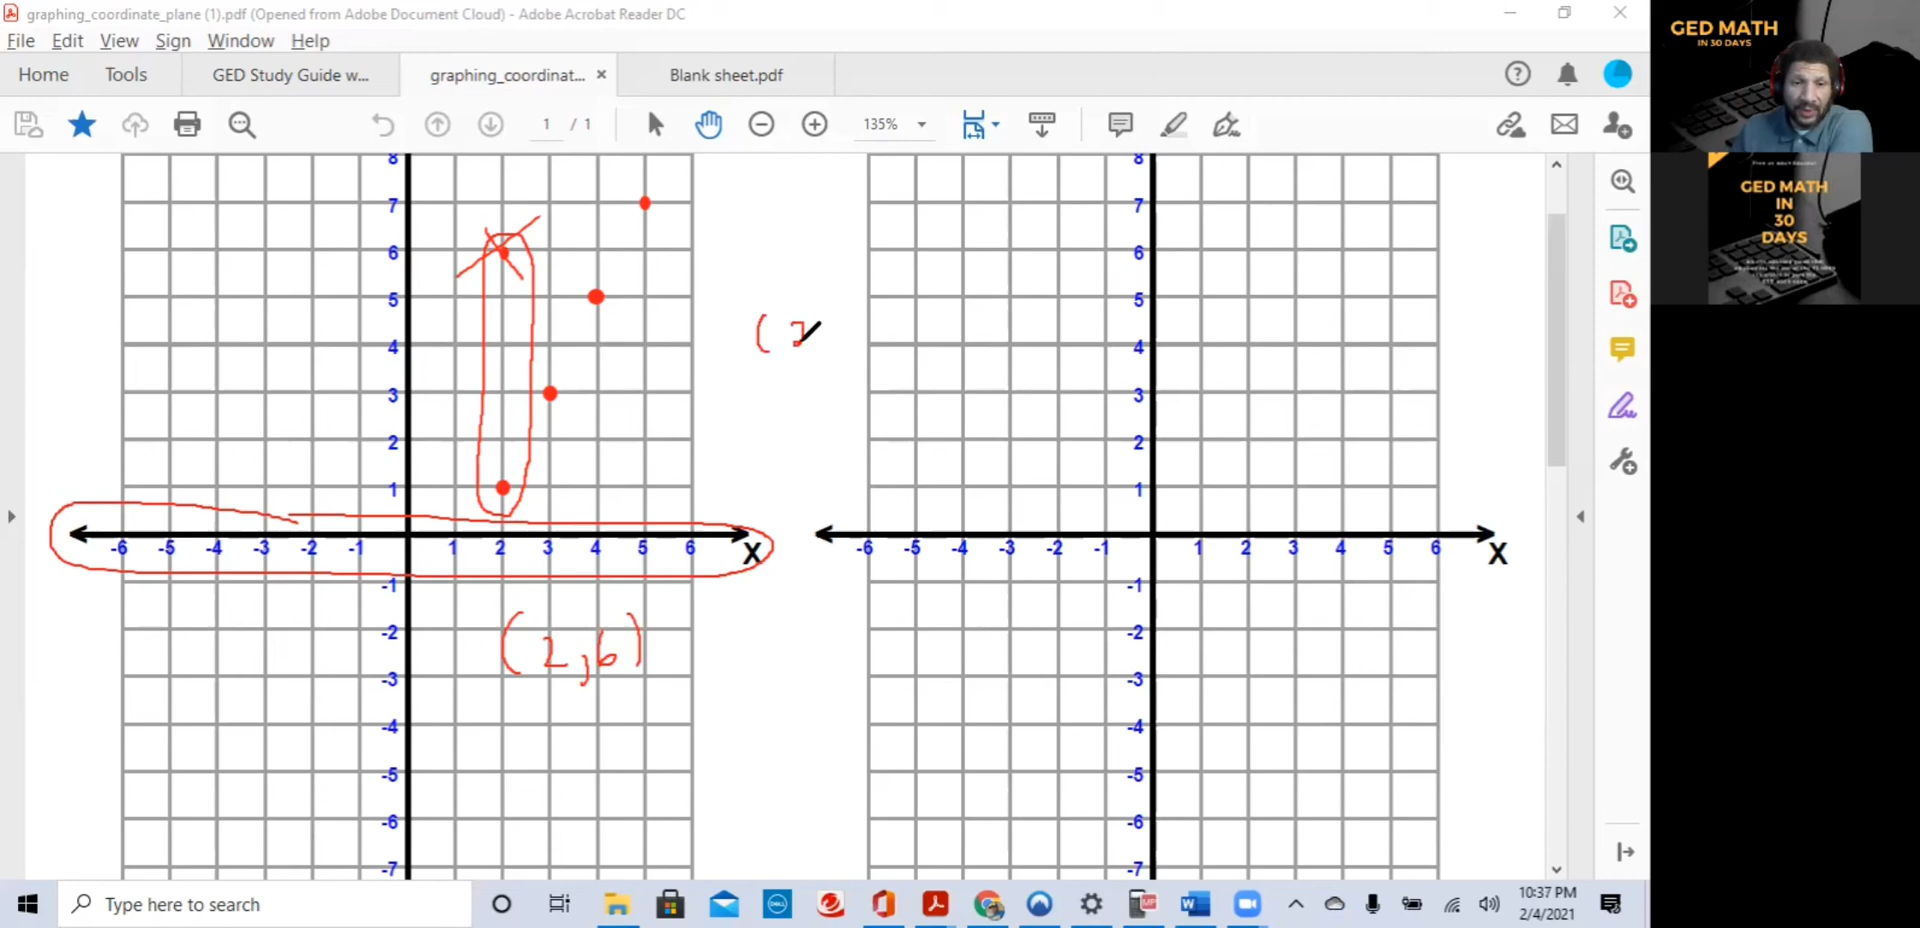 graphing_coordinate_plane (1).pdf (Opened from Adobe Document Cloud) - Adobe Acrobat Reader DC
File Edit View Sign Window Help
Home Tools GED Study Guide w... graphing_coordinat... × Blank sheet.pdf
1 / 1 135%
8
7
6
5
4
3
2
1
-6 -5 -4 -3 -2 -1 1 2 3 4 5 6 X
-1
-2
-3
-4
-5
-6
-7
(2,6)
( 2
8
7
6
5
4
3
2
1
-6 -5 -4 -3 -2 -1 1 2 3 4 5 6 X
-1
-2
-3
-4
-5
-6
-7
GED MATH
IN 30 DAYS
GED MATH
IN
30
DAYS
Type here to search
10:37 PM
2/4/2021